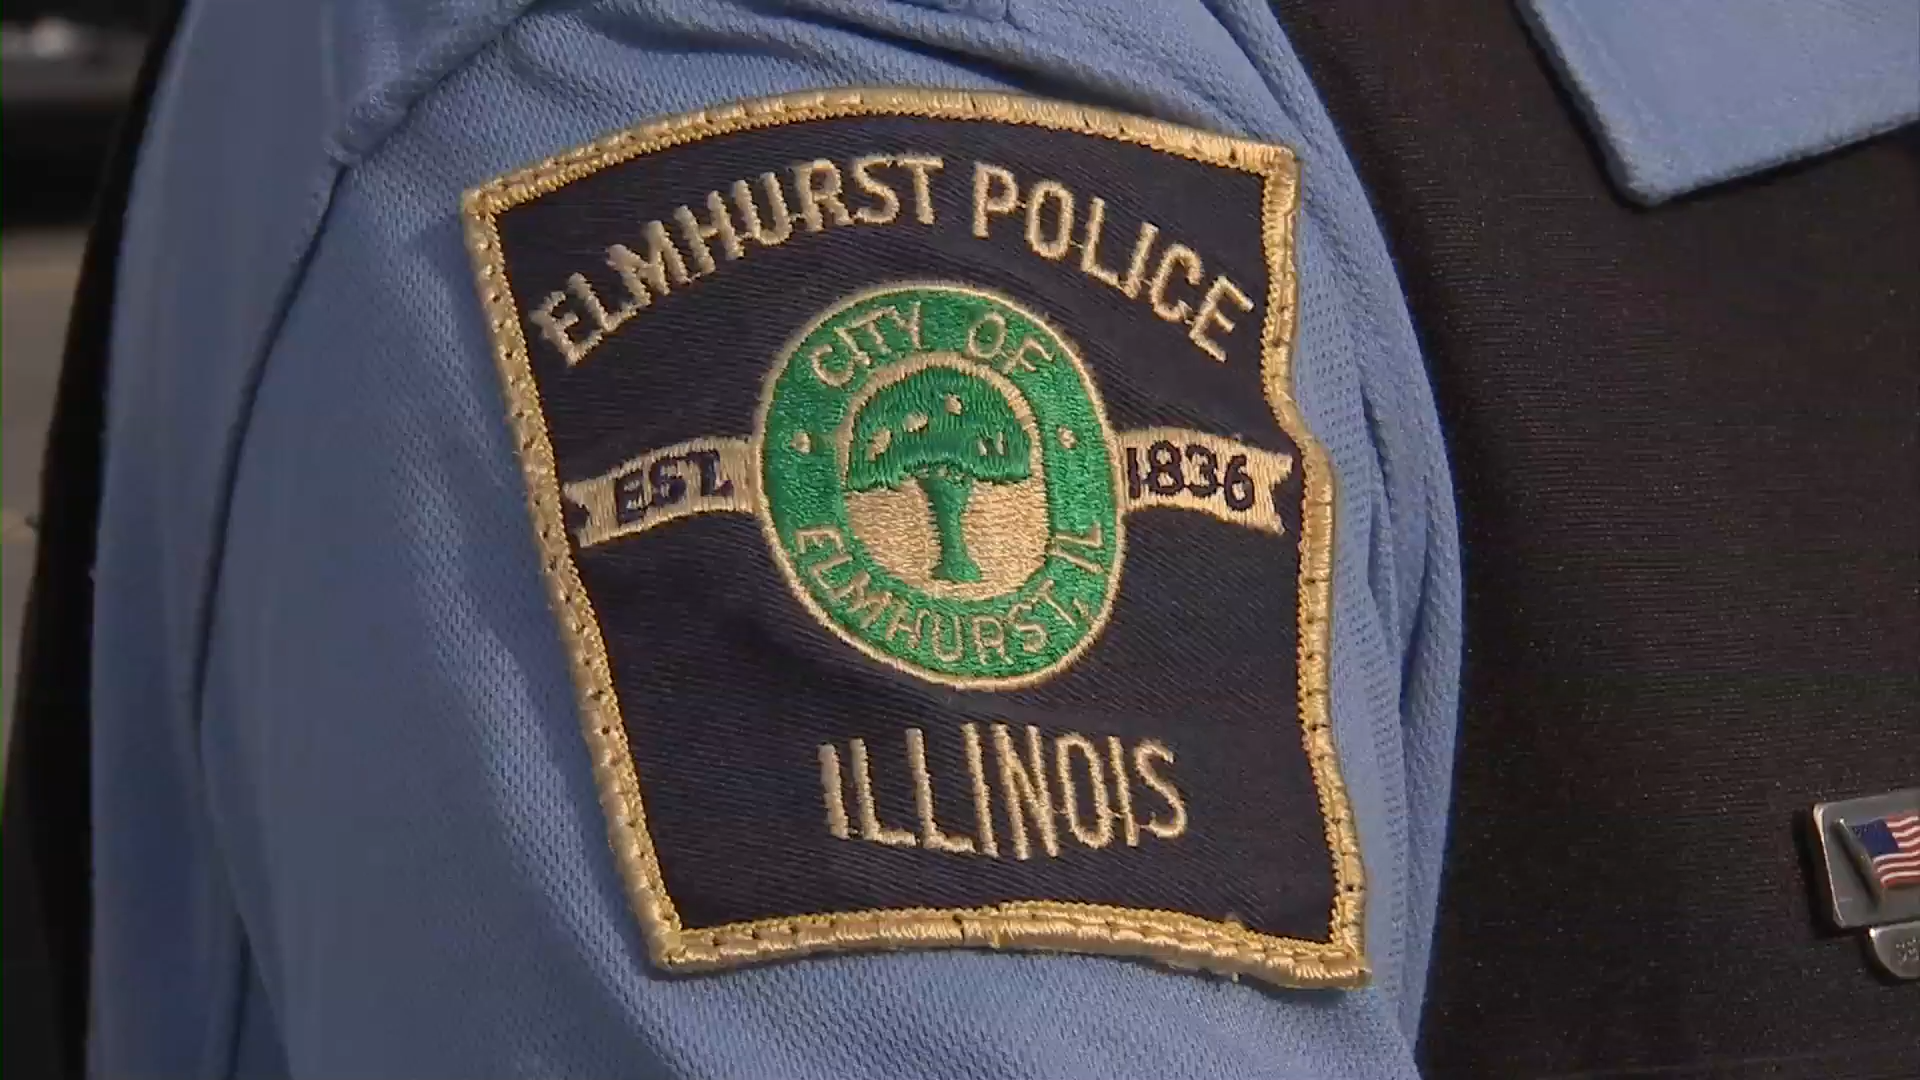 ELMHURST POLICE
CITY OF
EST. 1836
ELMHURST, IL
ILLINOIS